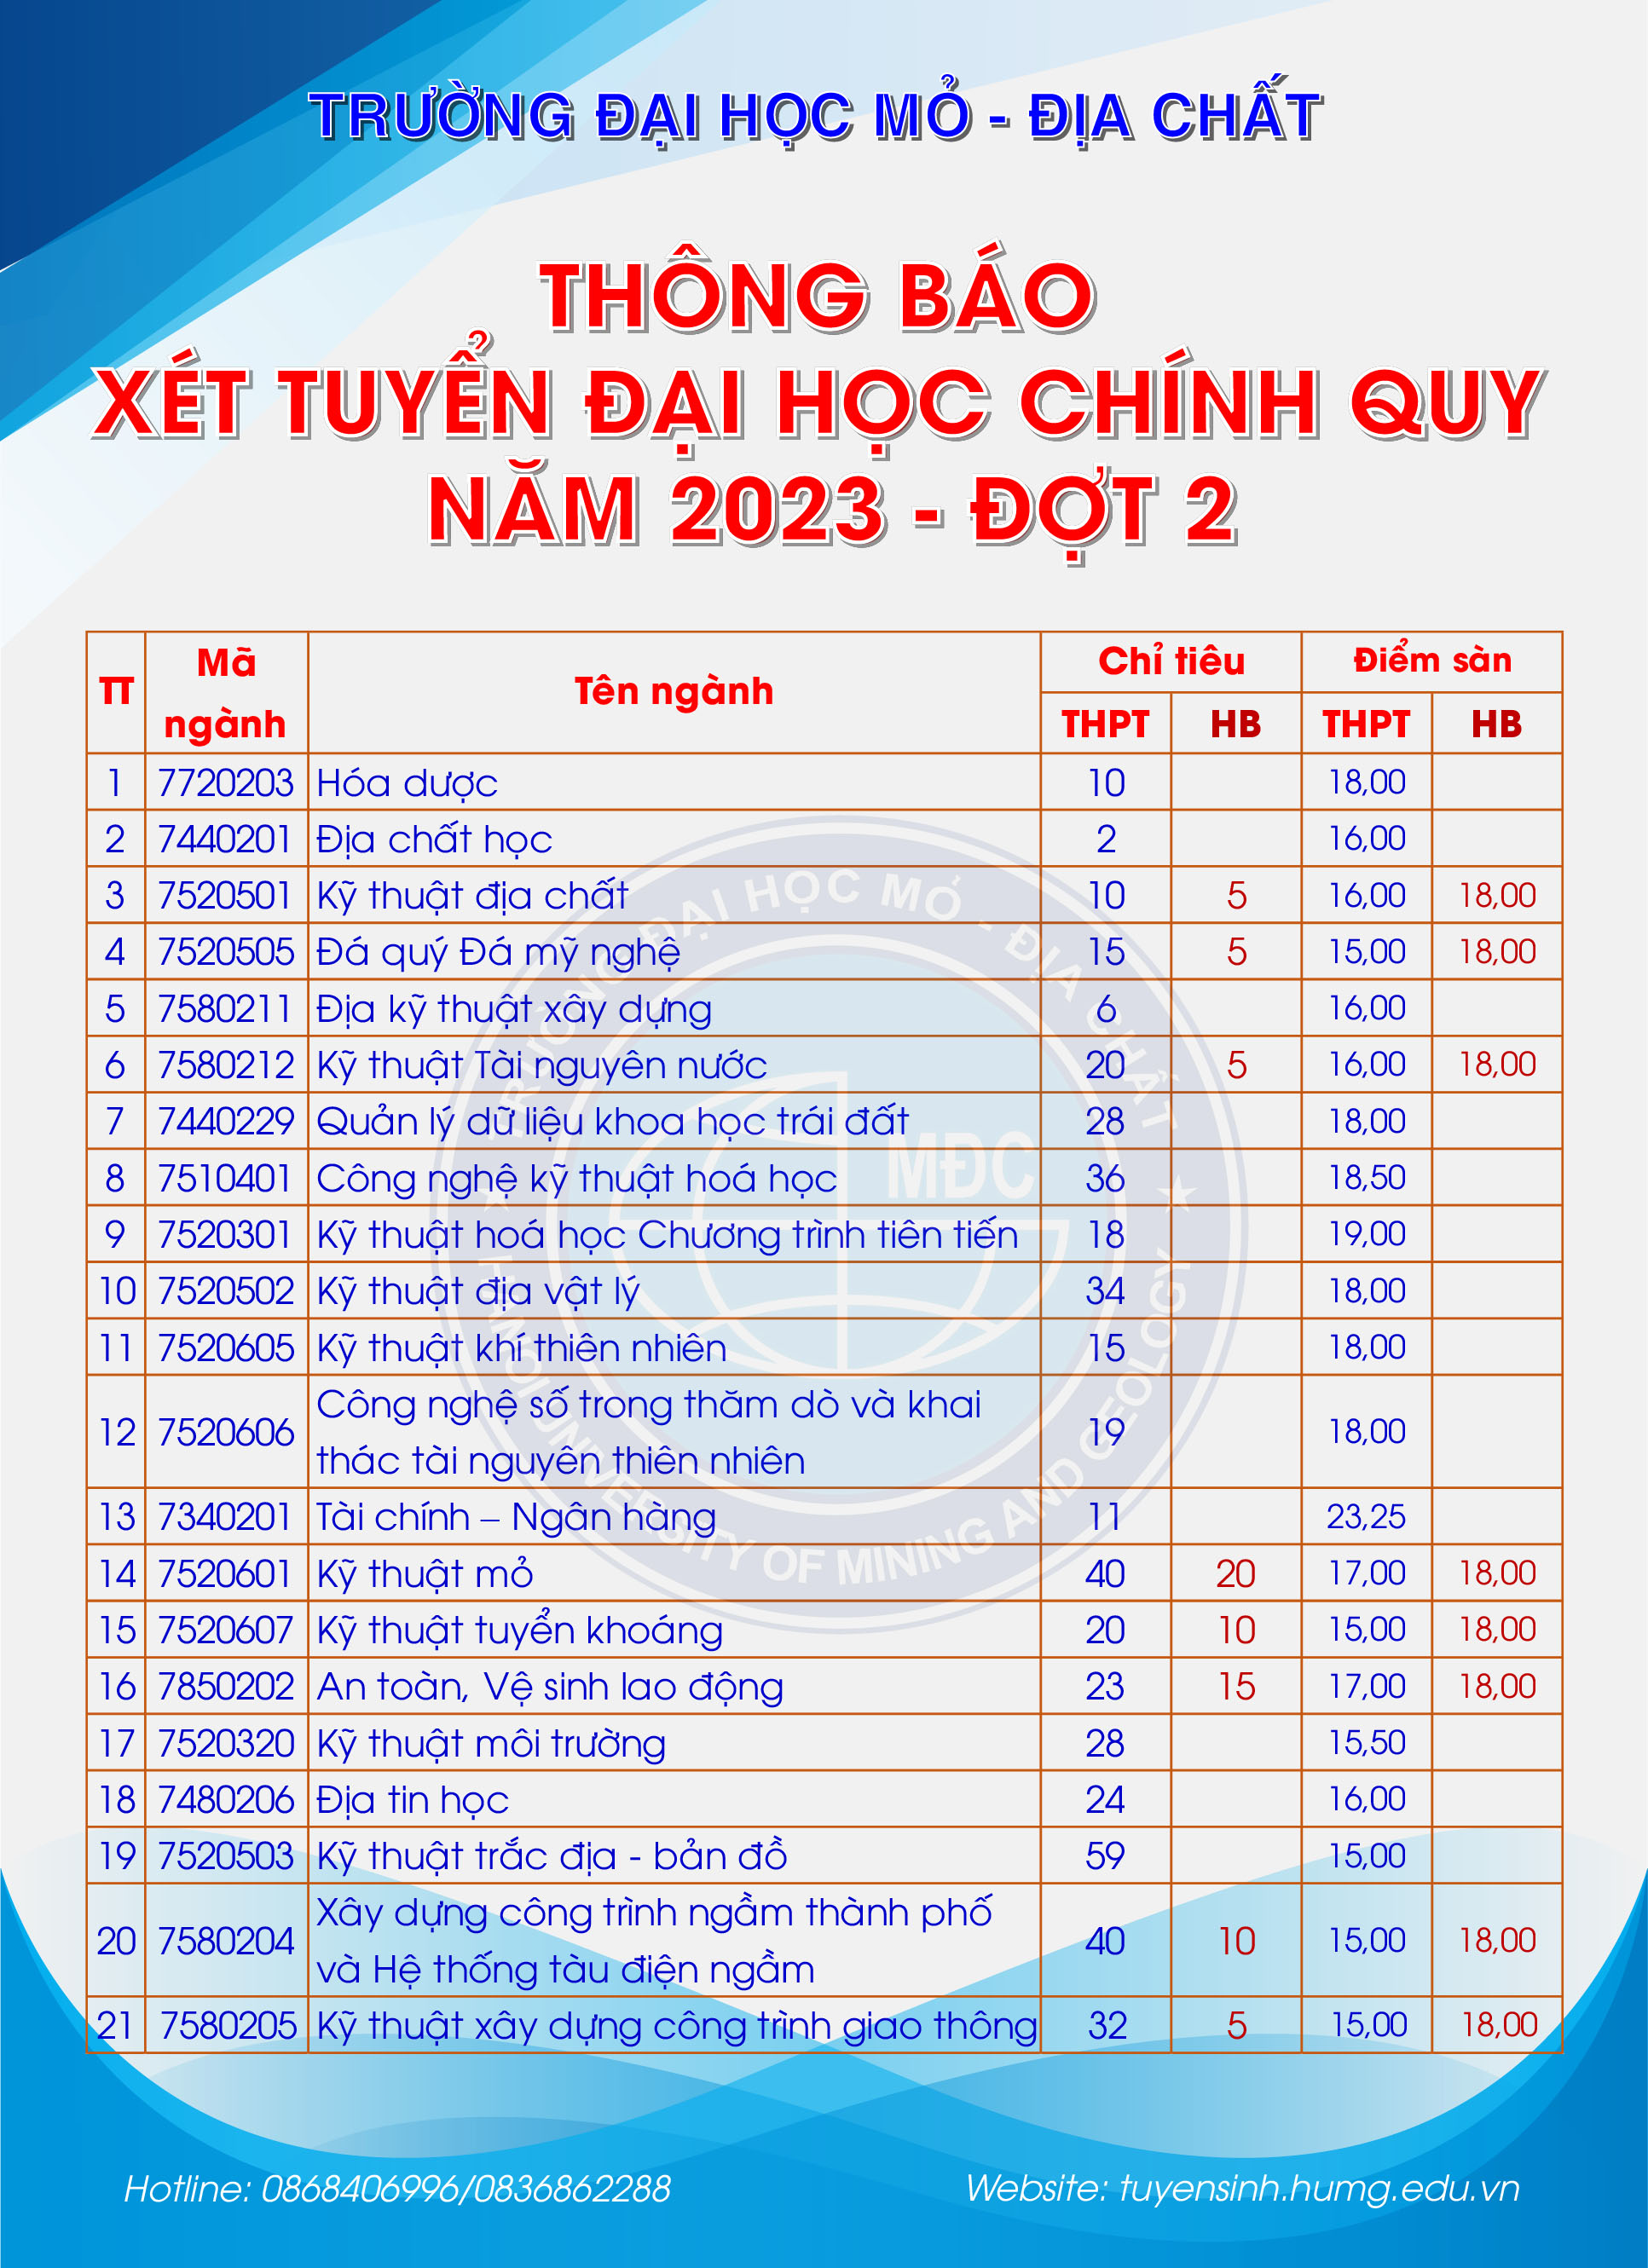 TRƯỜNG ĐẠI HỌC MỎ - ĐỊA CHẤT
THÔNG BÁO
XÉT TUYỂN ĐẠI HỌC CHÍNH QUY
NĂM 2023 - ĐỢT 2
TT Mã ngành Tên ngành Chỉ tiêu Điểm sàn
THPT HB THPT HB
1 7720203 Hóa dược 10 18,00
2 7440201 Địa chất học 2 16,00
3 7520501 Kỹ thuật địa chất 10 5 16,00 18,00
4 7520505 Đá quý Đá mỹ nghệ 15 5 15,00 18,00
5 7580211 Địa kỹ thuật xây dựng 6 16,00
6 7580212 Kỹ thuật Tài nguyên nước 20 5 16,00 18,00
7 7440229 Quản lý dữ liệu khoa học trái đất 28 18,00
8 7510401 Công nghệ kỹ thuật hoá học 36 18,50
9 7520301 Kỹ thuật hoá học Chương trình tiên tiến 18 19,00
10 7520502 Kỹ thuật địa vật lý 34 18,00
11 7520605 Kỹ thuật khí thiên nhiên 15 18,00
12 7520606 Công nghệ số trong thăm dò và khai
thác tài nguyên thiên nhiên 19 18,00
13 7340201 Tài chính – Ngân hàng 11 23,25
14 7520601 Kỹ thuật mỏ 40 20 17,00 18,00
15 7520607 Kỹ thuật tuyển khoáng 20 10 15,00 18,00
16 7850202 An toàn, Vệ sinh lao động 23 15 17,00 18,00
17 7520320 Kỹ thuật môi trường 28 15,50
18 7480206 Địa tin học 24 16,00
19 7520503 Kỹ thuật trắc địa - bản đồ 59 15,00
20 7580204 Xây dựng công trình ngầm thành phố
và Hệ thống tàu điện ngầm 40 10 15,00 18,00
21 7580205 Kỹ thuật xây dựng công trình giao thông 32 5 15,00 18,00
TRƯỜNG ĐẠI HỌC MỎ - ĐỊA CHẤT
MĐC
HANOI UNIVERSITY OF MINING AND GEOLOGY
Hotline: 0868406996/0836862288
Website: tuyensinh.humg.edu.vn